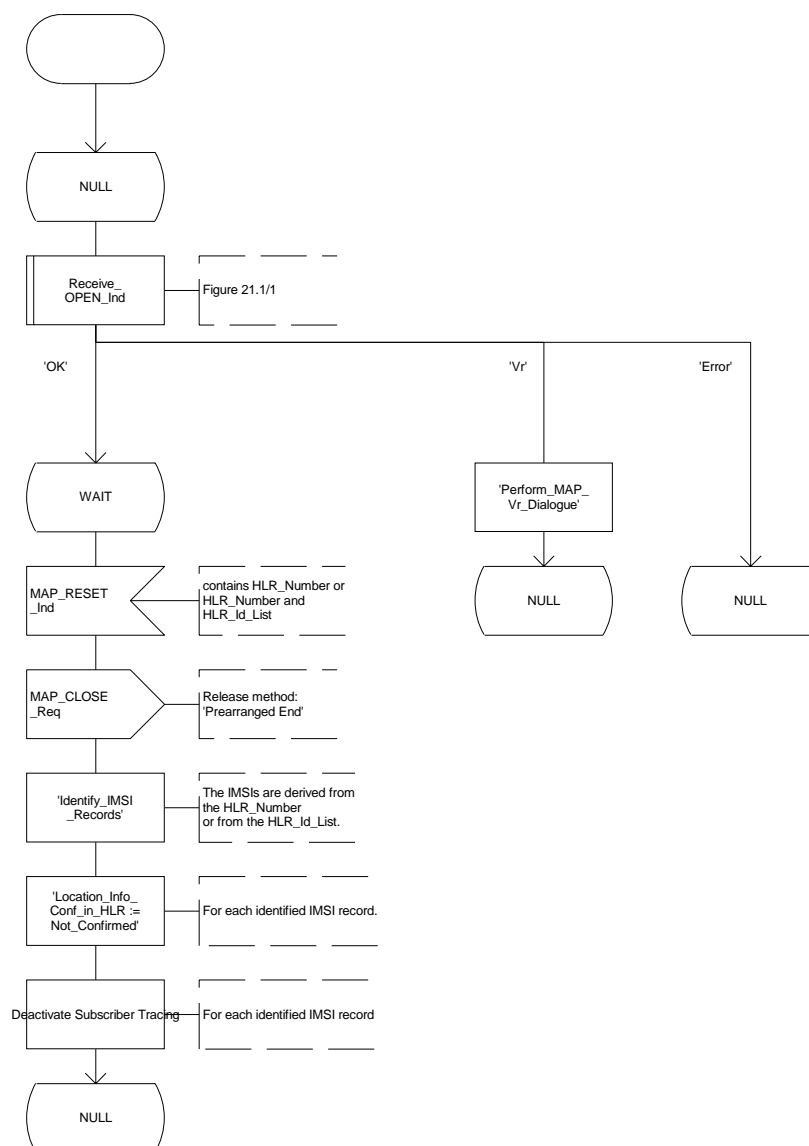 NULL
Receive_
OPEN_Ind
Figure 21.1/1
'OK'
'Vr'
'Error'
WAIT
'Perform_MAP_
Vr_Dialogue'
MAP_RESET
_Ind
contains HLR_Number or
HLR_Number and
HLR_Id_List
NULL
NULL
MAP_CLOSE
_Req
Release method:
'Prearranged End'
'Identify_IMSI
_Records'
The IMSIs are derived from
the HLR_Number
or from the HLR_Id_List.
'Location_Info_
Conf_in_HLR :=
Not_Confirmed'
For each identified IMSI record.
Deactivate Subscriber Tracing
For each identified IMSI record
NULL